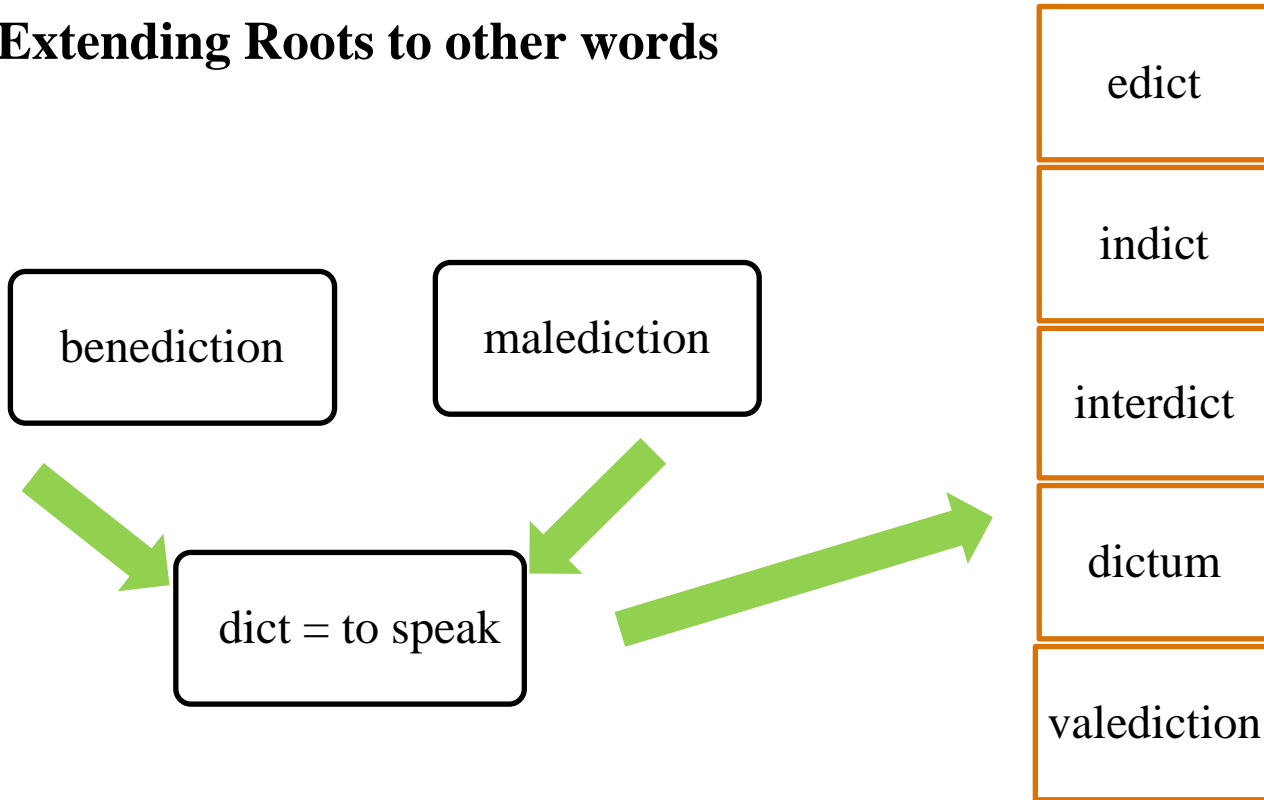 Extending Roots to other words
benediction
malediction
dict = to speak
edict
indict
interdict
dictum
valediction